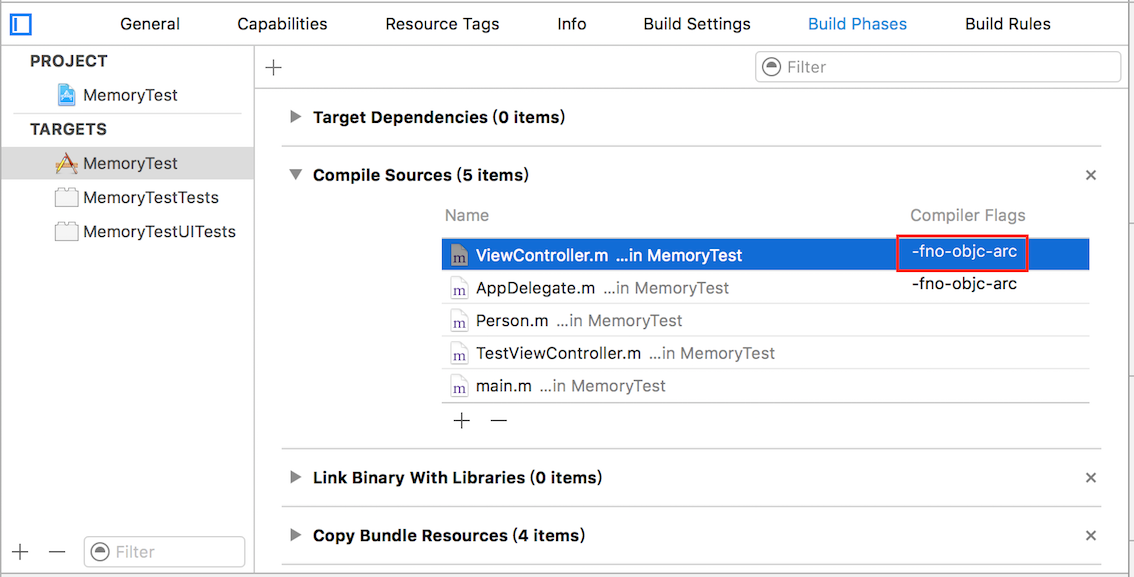 General Capabilities Resource Tags Info Build Settings Build Phases Build Rules
PROJECT
MemoryTest
TARGETS
MemoryTest
MemoryTestTests
MemoryTestUITests
Filter
Filter
Target Dependencies (0 items)
Compile Sources (5 items)
Name Compiler Flags
ViewController.m ...in MemoryTest -fno-objc-arc
AppDelegate.m ...in MemoryTest -fno-objc-arc
Person.m ...in MemoryTest
TestViewController.m ...in MemoryTest
main.m ...in MemoryTest
Link Binary With Libraries (0 items)
Copy Bundle Resources (4 items)